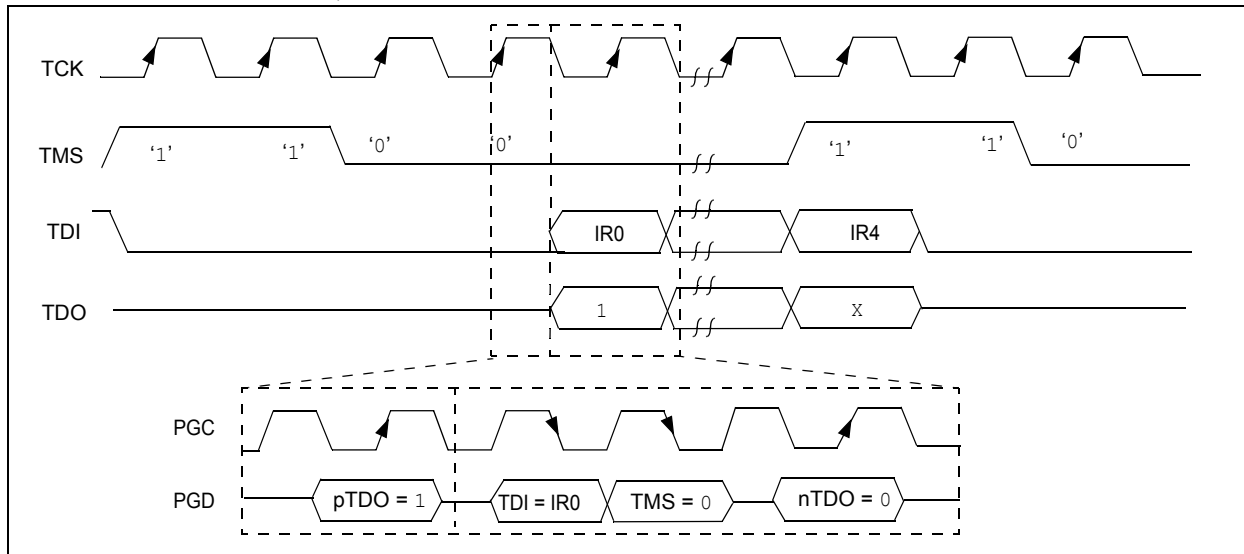 TCK
TMS ‘1’ ‘1’ ‘0’ ‘0’ ‘1’ ‘1’ ‘0’
TDI IR0 IR4
TDO 1 X
PGC
PGD pTDO = 1 TDI = IR0 TMS = 0 nTDO = 0